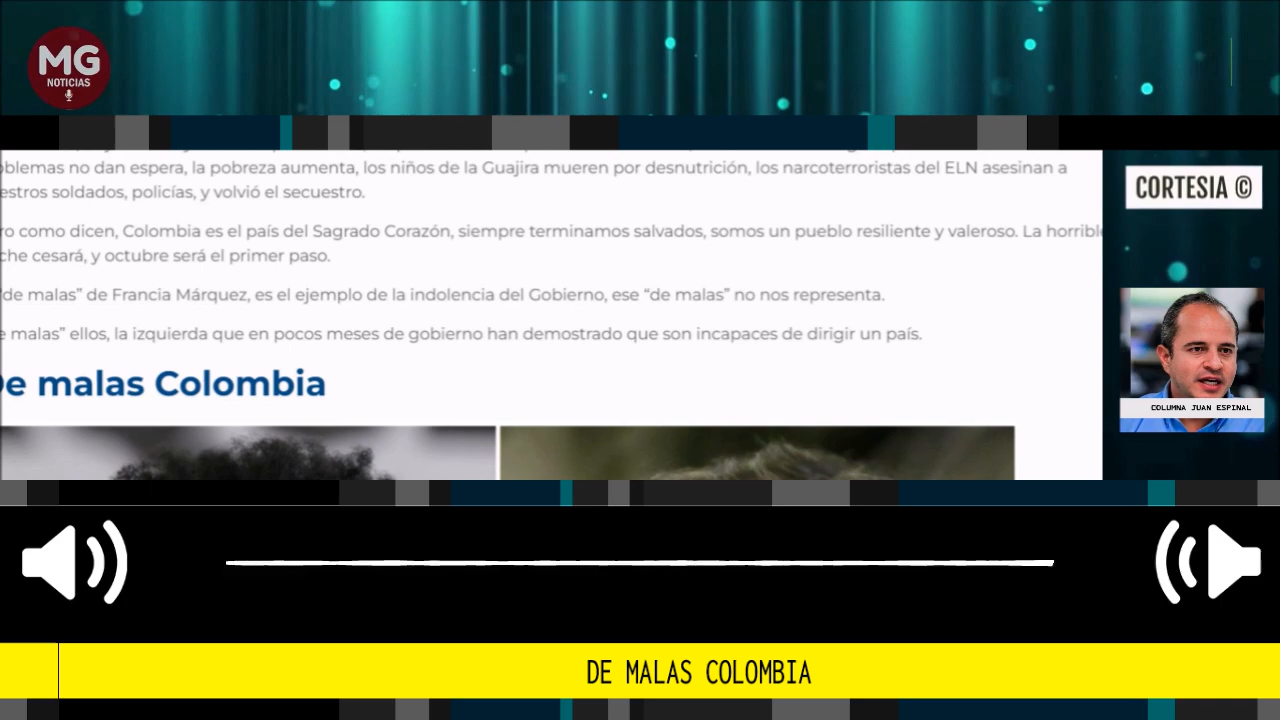 MG
NOTICIAS
oblemas no dan espera, la pobreza aumenta, los niños de la Guajira mueren por desnutrición, los narcoterroristas del ELN asesinan a
estros soldados, policías, y volvió el secuestro.
ro como dicen, Colombia es el país del Sagrado Corazón, siempre terminamos salvados, somos un pueblo resiliente y valeroso. La horrible
che cesará, y octubre será el primer paso.
“de malas” de Francia Márquez, es el ejemplo de la indolencia del Gobierno, ese “de malas” no nos representa.
e malas” ellos, la izquierda que en pocos meses de gobierno han demostrado que son incapaces de dirigir un país.
De malas Colombia
CORTESIA ©
COLUMNA JUAN ESPINAL
DE MALAS COLOMBIA